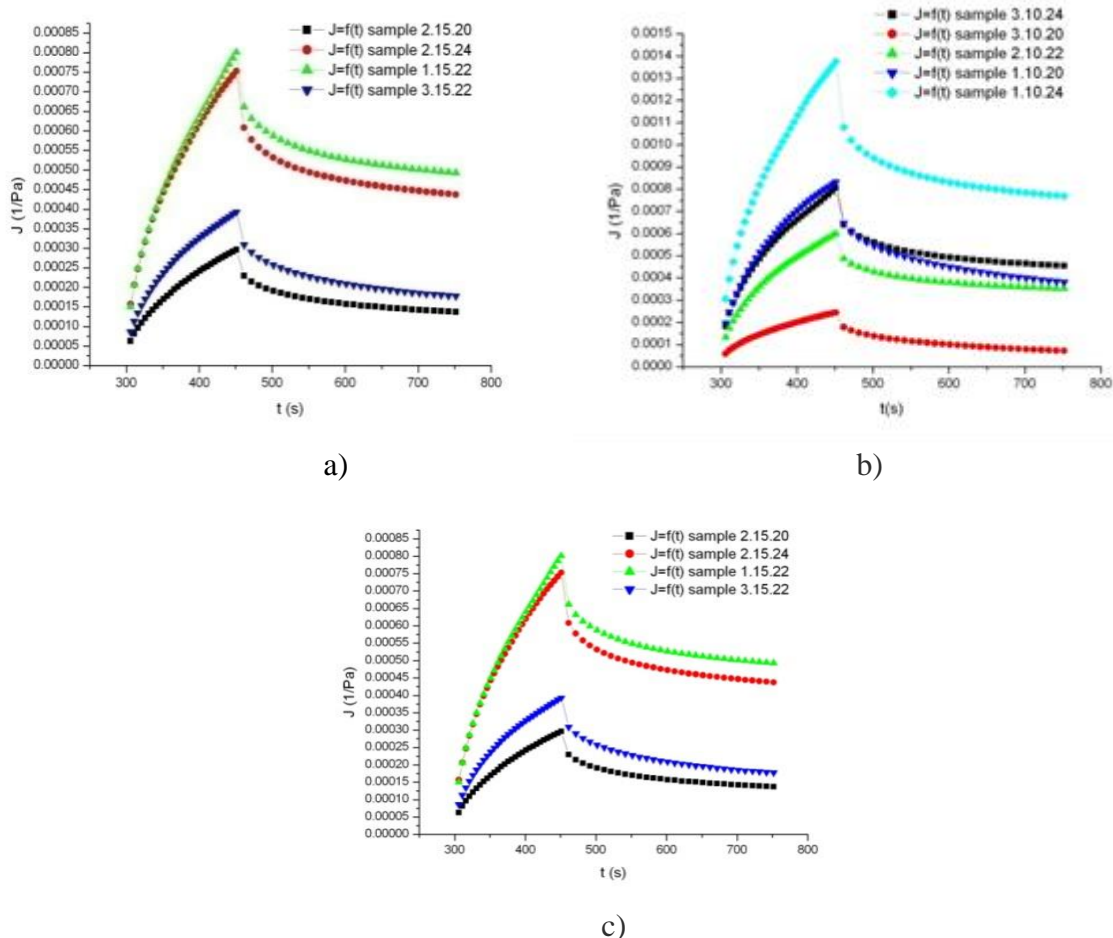 J=f(t) sample 2.15.20
J=f(t) sample 2.15.24
J=f(t) sample 1.15.22
J=f(t) sample 3.15.22
0.00085
0.00080
0.00075
0.00070
0.00065
0.00060
0.00055
0.00050
0.00045
0.00040
0.00035
0.00030
0.00025
0.00020
0.00015
0.00010
0.00005
0.00000
J (1/Pa)
300 400 500 600 700 800
t (s)
a)
J=f(t) sample 3.10.24
J=f(t) sample 3.10.20
J=f(t) sample 2.10.22
J=f(t) sample 1.10.20
J=f(t) sample 1.10.24
0.0015
0.0014
0.0013
0.0012
0.0011
0.0010
0.0009
0.0008
0.0007
0.0006
0.0005
0.0004
0.0003
0.0002
0.0001
0.0000
J (1/Pa)
300 400 500 600 700 800
t(s)
b)
J=f(t) sample 2.15.20
J=f(t) sample 2.15.24
J=f(t) sample 1.15.22
J=f(t) sample 3.15.22
0.00085
0.00080
0.00075
0.00070
0.00065
0.00060
0.00055
0.00050
0.00045
0.00040
0.00035
0.00030
0.00025
0.00020
0.00015
0.00010
0.00005
0.00000
J (1/Pa)
300 400 500 600 700 800
t (s)
c)